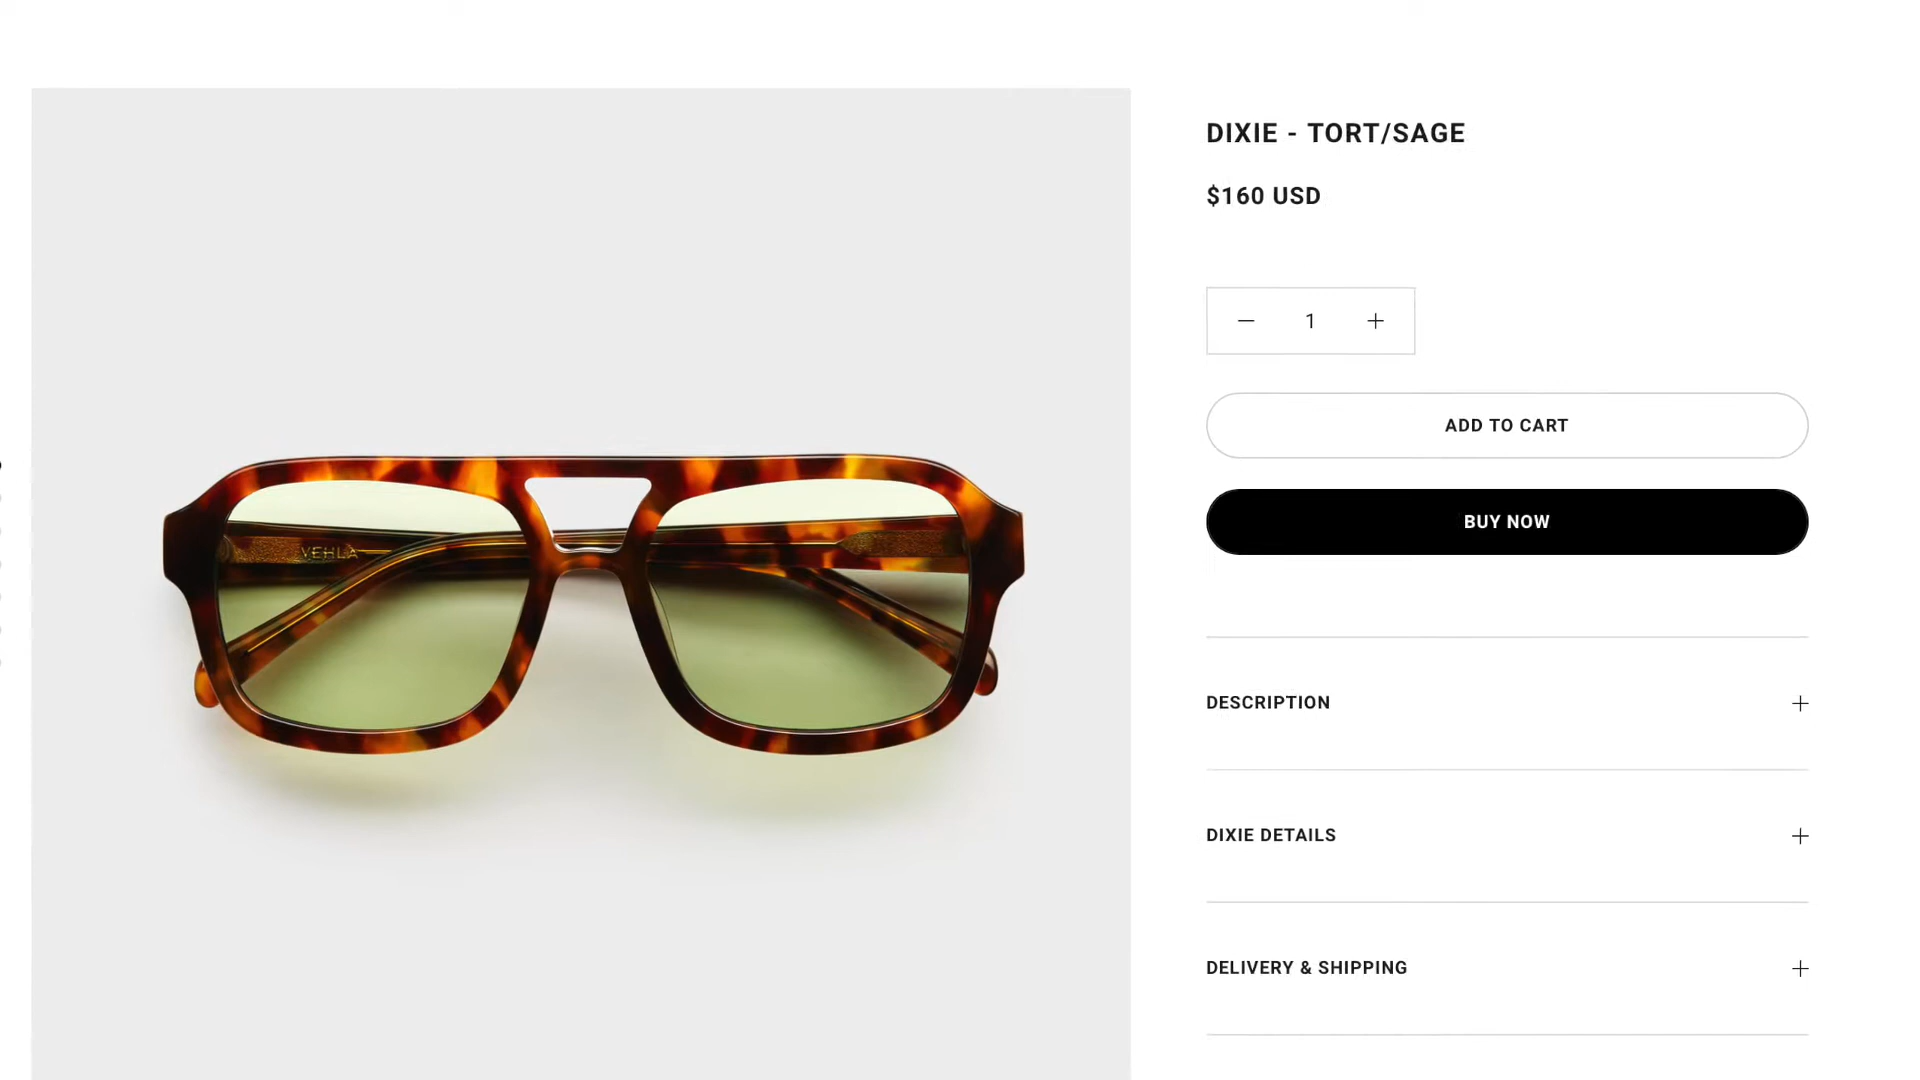 DIXIE - TORT/SAGE
$160 USD
1
ADD TO CART
BUY NOW
VEHLA
DESCRIPTION
DIXIE DETAILS
DELIVERY & SHIPPING